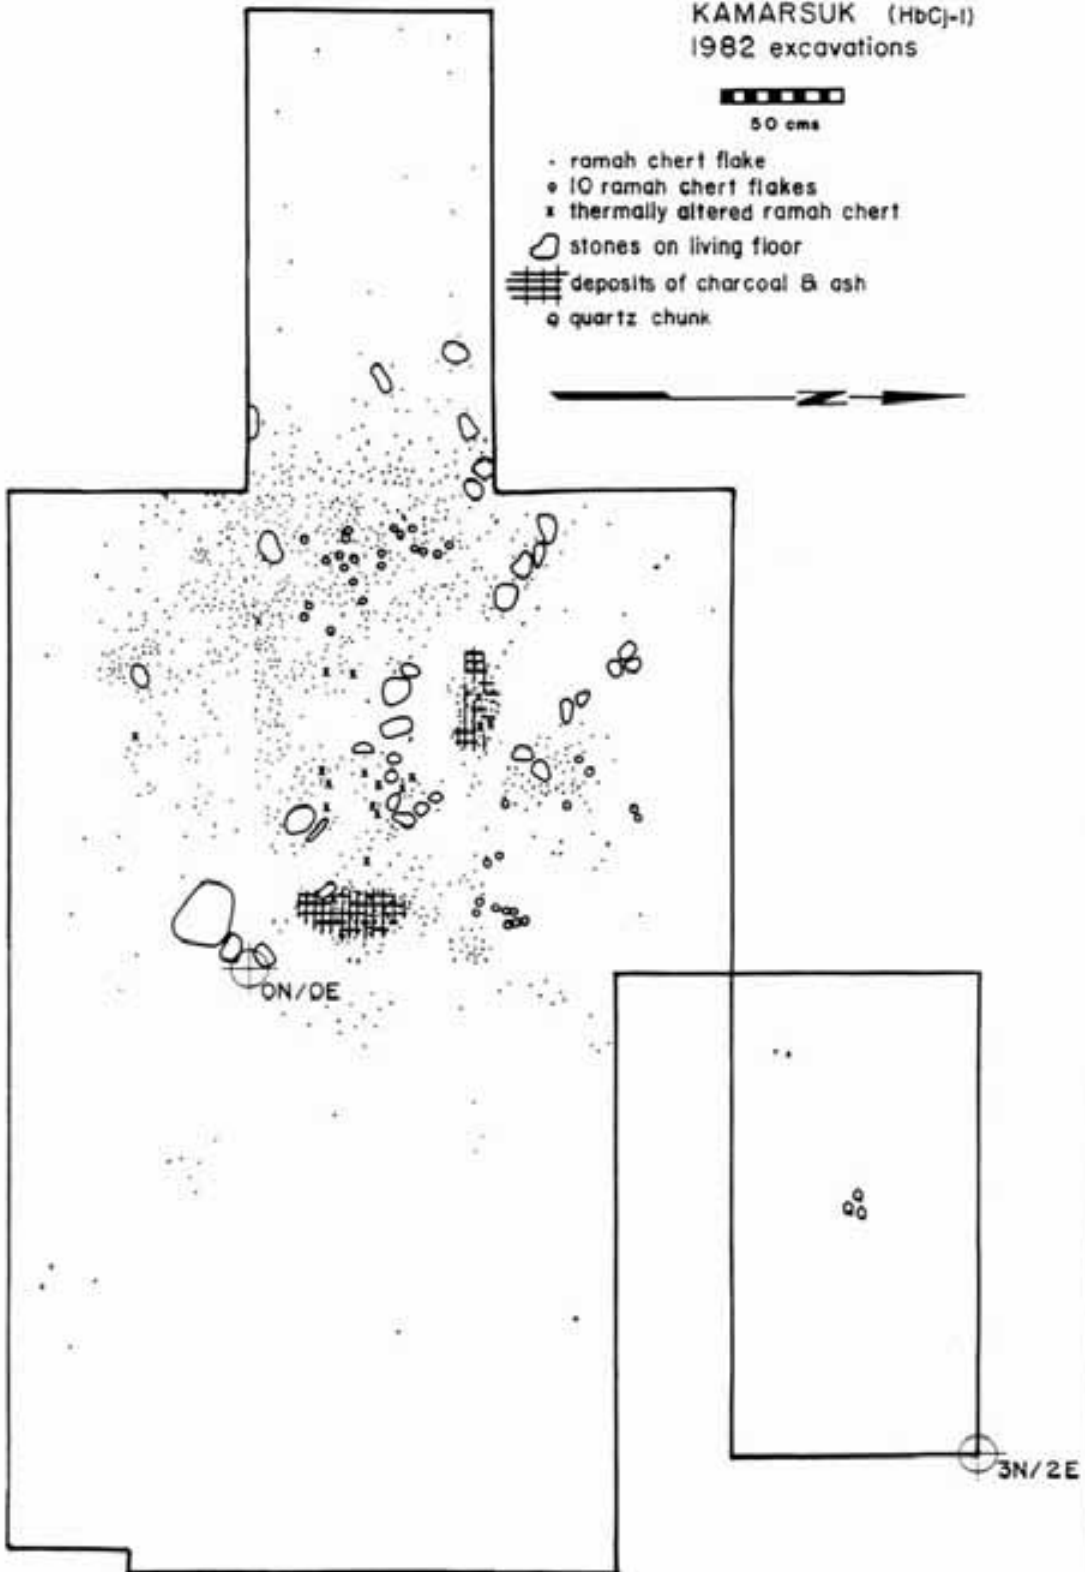 KAMARSUK (HbCj-1)
1982 excavations
50 cms
ramah chert flake
10 ramah chert flakes
x thermally altered ramah chert
stones on living floor
deposits of charcoal & ash
quartz chunk
N
0N/0E
3N/2E